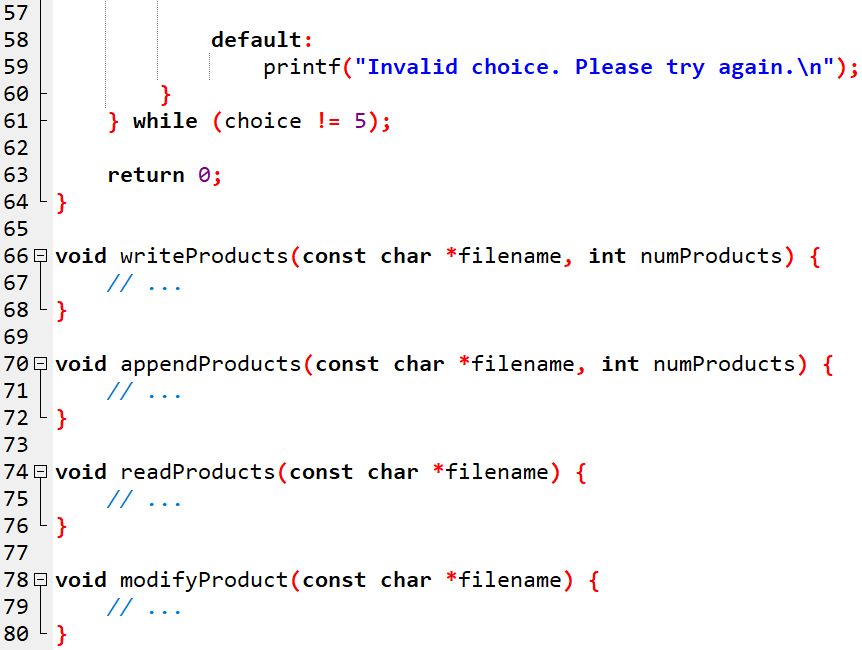 57
58 default:
59 printf("Invalid choice. Please try again.\n");
60 }
61 } while (choice != 5);
62
63 return 0;
64 }
65
66 void writeProducts(const char *filename, int numProducts) {
67 // ...
68 }
69
70 void appendProducts(const char *filename, int numProducts) {
71 // ...
72 }
73
74 void readProducts(const char *filename) {
75 // ...
76 }
77
78 void modifyProduct(const char *filename) {
79 // ...
80 }